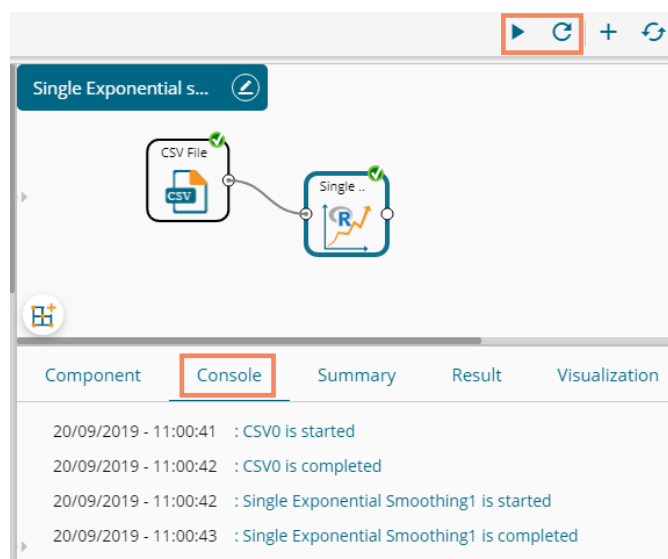 Single Exponential s...
CSV File
CSV
Single ..
R
Component Console Summary Result Visualization
20/09/2019 - 11:00:41 : CSV0 is started
20/09/2019 - 11:00:42 : CSV0 is completed
20/09/2019 - 11:00:42 : Single Exponential Smoothing1 is started
20/09/2019 - 11:00:43 : Single Exponential Smoothing1 is completed